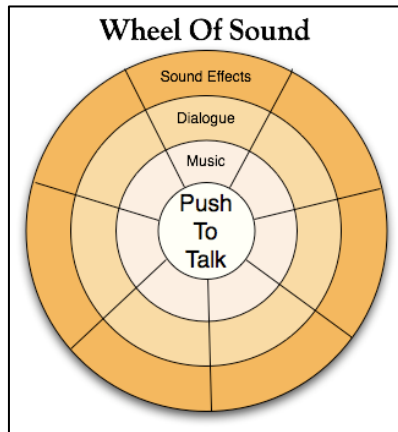 Wheel Of Sound
Sound Effects
Dialogue
Music
Push
To
Talk